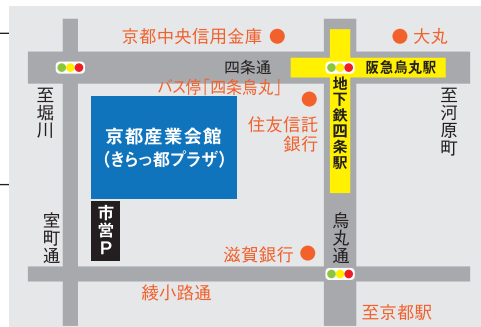 京都中央信用金庫
大丸
四条通
阪急烏丸駅
バス停「四条烏丸」
地下鉄四条駅
至堀川
至河原町
住友信託
銀行
京都産業会館
(きらっ都プラザ)
市営P
室町通
烏丸通
滋賀銀行
綾小路通
至京都駅